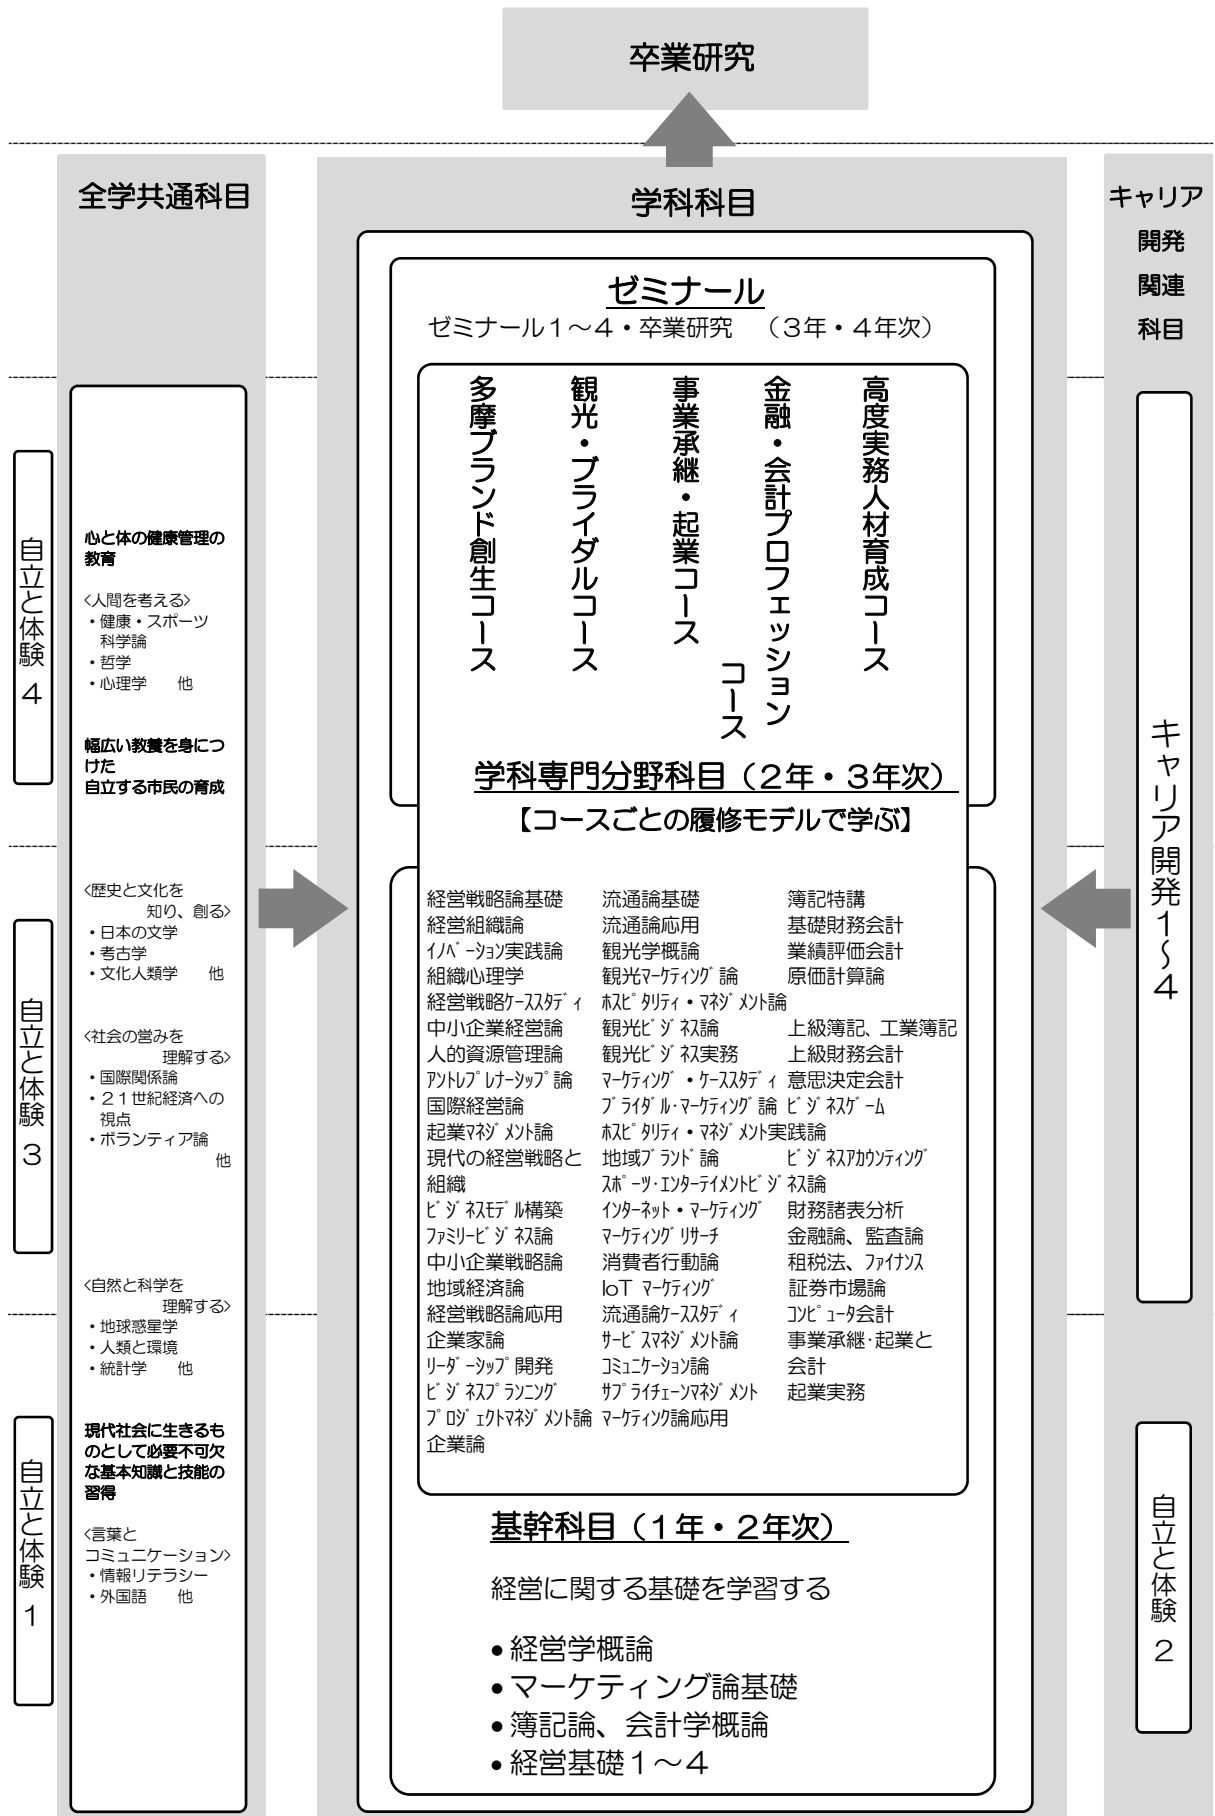 卒業研究
全学共通科目
自立と体験 4
自立と体験 3
自立と体験 1
心と体の健康管理の
教育
〈人間を考える〉
・健康・スポーツ
科学論
・哲学
・心理学　他
幅広い教養を身につ
けた
自立する市民の育成
〈歴史と文化を
知り、創る〉
・日本の文学
・考古学
・文化人類学　他
〈社会の営みを
理解する〉
・国際関係論
・２１世紀経済への
視点
・ボランティア論
他
〈自然と科学を
理解する〉
・地球惑星学
・人類と環境
・統計学　他
現代社会に生きるも
のとして必要不可欠
な基本知識と技能の
習得
〈言葉と
コミュニケーション〉
・情報リテラシー
・外国語　他
学科科目
ゼミナール
ゼミナール１～４・卒業研究　（３年・４年次）
多摩ブランド創生コース
観光・ブライダルコース
事業承継・起業コース
金融・会計プロフェッション
コース
高度実務人材育成コース
学科専門分野科目（２年・３年次）
【コースごとの履修モデルで学ぶ】
経営戦略論基礎
経営組織論
ｲﾉﾍﾞｰｼｮﾝ実践論
組織心理学
経営戦略ｹｰｽｽﾀﾃﾞｨ
中小企業経営論
人的資源管理論
ｱﾝﾄﾚﾌﾟﾚﾅｰｼｯﾌﾟ論
国際経営論
起業ﾏﾈｼﾞﾒﾝﾄ論
現代の経営戦略と
組織
ﾋﾞｼﾞﾈｽﾓﾃﾞﾙ構築
ﾌｧﾐﾘｰﾋﾞｼﾞﾈｽ論
中小企業戦略論
地域経済論
経営戦略論応用
企業家論
ﾘｰﾀﾞｰｼｯﾌﾟ開発
ﾋﾞｼﾞﾈｽﾌﾟﾗﾝﾆﾝｸﾞ
ﾌﾟﾛｼﾞｪｸﾄﾏﾈｼﾞﾒﾝﾄ論
企業論
流通論基礎
流通論応用
観光学概論
観光ﾏｰｹﾃｨﾝｸﾞ論
ﾎｽﾋﾟﾀﾘﾃｨ・ﾏﾈｼﾞﾒﾝﾄ論
観光ﾋﾞｼﾞﾈｽ論
観光ﾋﾞｼﾞﾈｽ実務
ﾏｰｹﾃｨﾝｸﾞ・ｹｰｽｽﾀﾃﾞｨ
ﾌﾞﾗｲﾀﾞﾙ・ﾏｰｹﾃｨﾝｸﾞ論
ﾎｽﾋﾟﾀﾘﾃｨ・ﾏﾈｼﾞﾒﾝﾄ実践論
地域ﾌﾞﾗﾝﾄﾞ論
ｽﾎﾟｰﾂ・ｴﾝﾀｰﾃｲﾒﾝﾄﾋﾞｼﾞﾈｽ論
ｲﾝﾀｰﾈｯﾄ・ﾏｰｹﾃｨﾝｸﾞ
ﾏｰｹﾃｨﾝｸﾞﾘｻｰﾁ
消費者行動論
IoT ﾏｰｹﾃｨﾝｸﾞ
流通論ｹｰｽｽﾀﾃﾞｨ
ｻｰﾋﾞｽﾏﾈｼﾞﾒﾝﾄ論
ｺﾐｭﾆｹｰｼｮﾝ論
ｻﾌﾟﾗｲﾁｪｰﾝﾏﾈｼﾞﾒﾝﾄ
ﾏｰｹﾃｨﾝｸ論応用
簿記特講
基礎財務会計
業績評価会計
原価計算論
上級簿記、工業簿記
上級財務会計
意思決定会計
ﾋﾞｼﾞﾈｽｹﾞｰﾑ
ﾋﾞｼﾞﾈｽｱｶｳﾝﾃｨﾝｸﾞ
財務諸表分析
金融論、監査論
租税法、ﾌｧｲﾅﾝｽ
証券市場論
ｺﾝﾋﾟｭｰﾀ会計
事業承継・起業と
会計
起業実務
基幹科目（１年・２年次）
経営に関する基礎を学習する
・経営学概論
・マーケティング論基礎
・簿記論、会計学概論
・経営基礎１～４
キャリア
開発
関連
科目
キャリア開発１～４
自立と体験 2